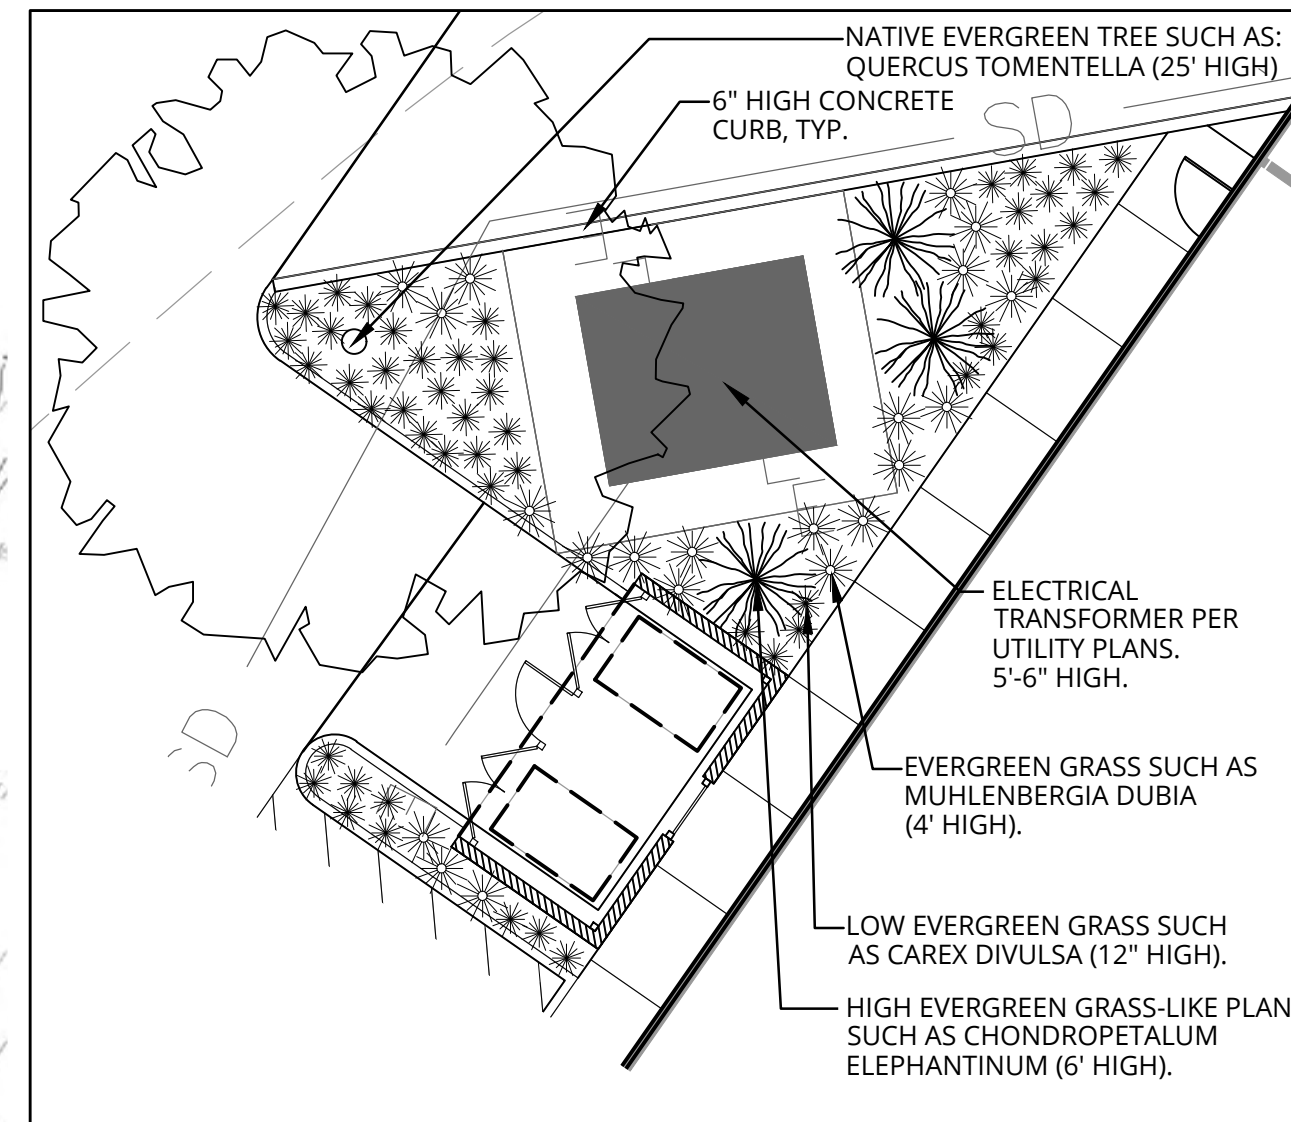 NATIVE EVERGREEN TREE SUCH AS:
QUERCUS TOMENTELLA (25' HIGH)
6" HIGH CONCRETE
CURB, TYP.
SD
ELECTRICAL
TRANSFORMER PER
UTILITY PLANS.
5'-6" HIGH.
SD
EVERGREEN GRASS SUCH AS
MUHLENBERGIA DUBIA
(4' HIGH).
LOW EVERGREEN GRASS SUCH
AS CAREX DIVULSA (12" HIGH).
HIGH EVERGREEN GRASS-LIKE PLAN
SUCH AS CHONDROPETALUM
ELEPHANTINUM (6' HIGH).